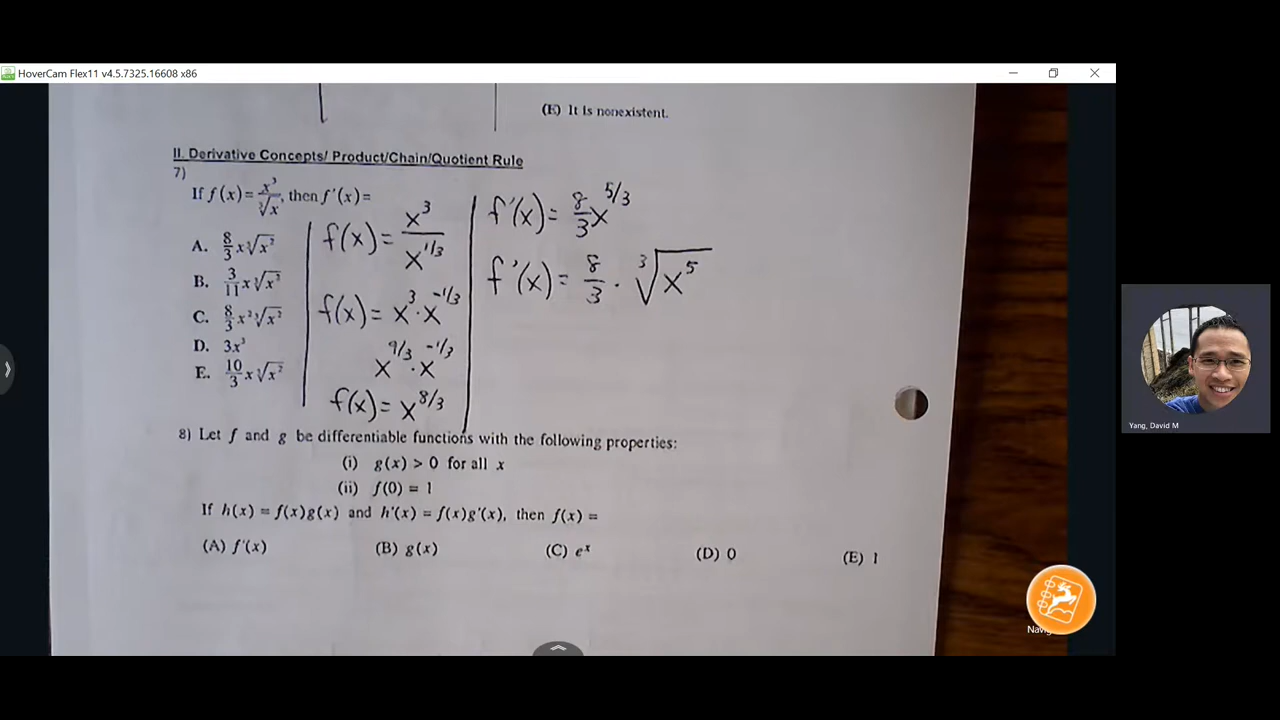 HoverCam Flex11 v4.5.7325.16608 x86
(E) It is nonexistent.
II. Derivative Concepts/ Product/Chain/Quotient Rule
7)
If f(x) = x³/∛x, then f'(x) =
A. 8/3 x∛x²
B. 3/11 x∛x²
C. 8/3 x²∛x²
D. 3x³
E. 10/3 x∛x²
f(x) = x³/x^(1/3)
f(x) = x³ · x^(-1/3)
x^(9/3) · x^(-1/3)
f(x) = x^(8/3)
f'(x) = 8/3 x^(5/3)
f'(x) = 8/3 · ∛x⁵
8) Let f and g be differentiable functions with the following properties:
(i) g(x) > 0 for all x
(ii) f(0) = 1
If h(x) = f(x)g(x) and h'(x) = f(x)g'(x), then f(x) =
(A) f'(x) (B) g(x) (C) eˣ (D) 0 (E) 1
Yang, David M